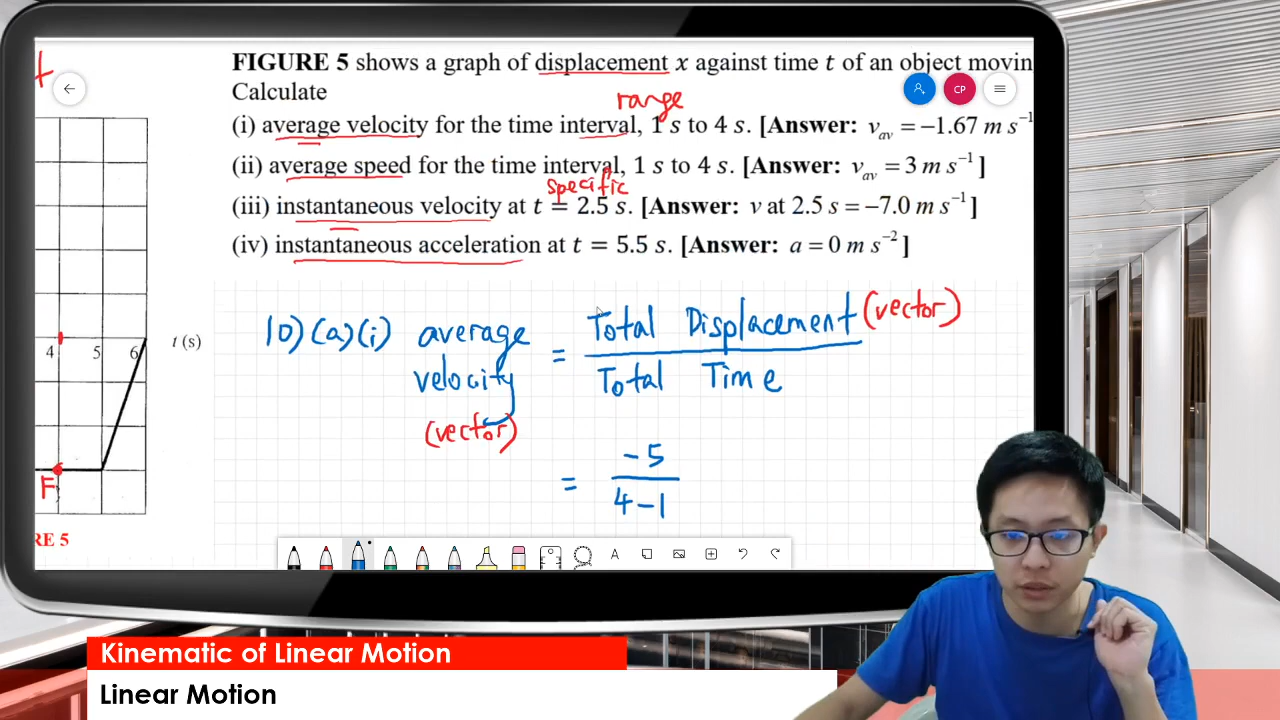 FIGURE 5 shows a graph of displacement x against time t of an object movin
Calculate
range
(i) average velocity for the time interval, 1 s to 4 s. [Answer: v_av = −1.67 m s⁻¹
(ii) average speed for the time interval, 1 s to 4 s. [Answer: v_av = 3 m s⁻¹]
specific
(iii) instantaneous velocity at t = 2.5 s. [Answer: v at 2.5 s = −7.0 m s⁻¹]
(iv) instantaneous acceleration at t = 5.5 s. [Answer: a = 0 m s⁻²]
CP
4 5 6 t (s)
F
RE 5
10)(a)(i) average velocity = Total Displacement (vector)
Total Time
(vector)
= -5
4-1
A
Kinematic of Linear Motion
Linear Motion